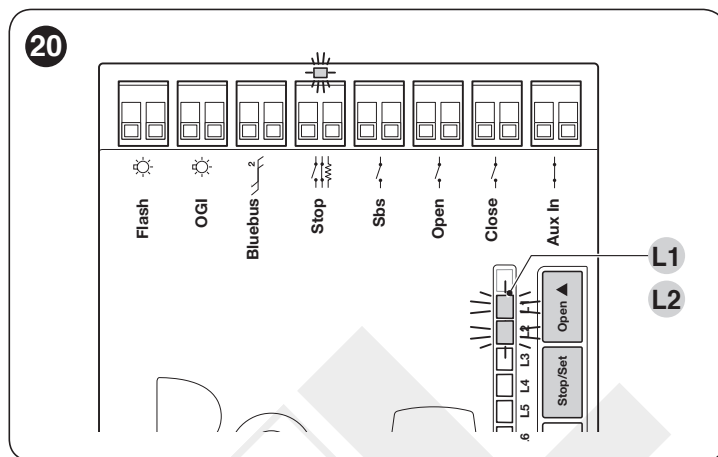 20
2
Flash
OGI
Bluebus
Stop
Sbs
Open
Close
Aux In
L1
L2
L1
L2
L3
L4
L5
Open ▲
Stop/Set